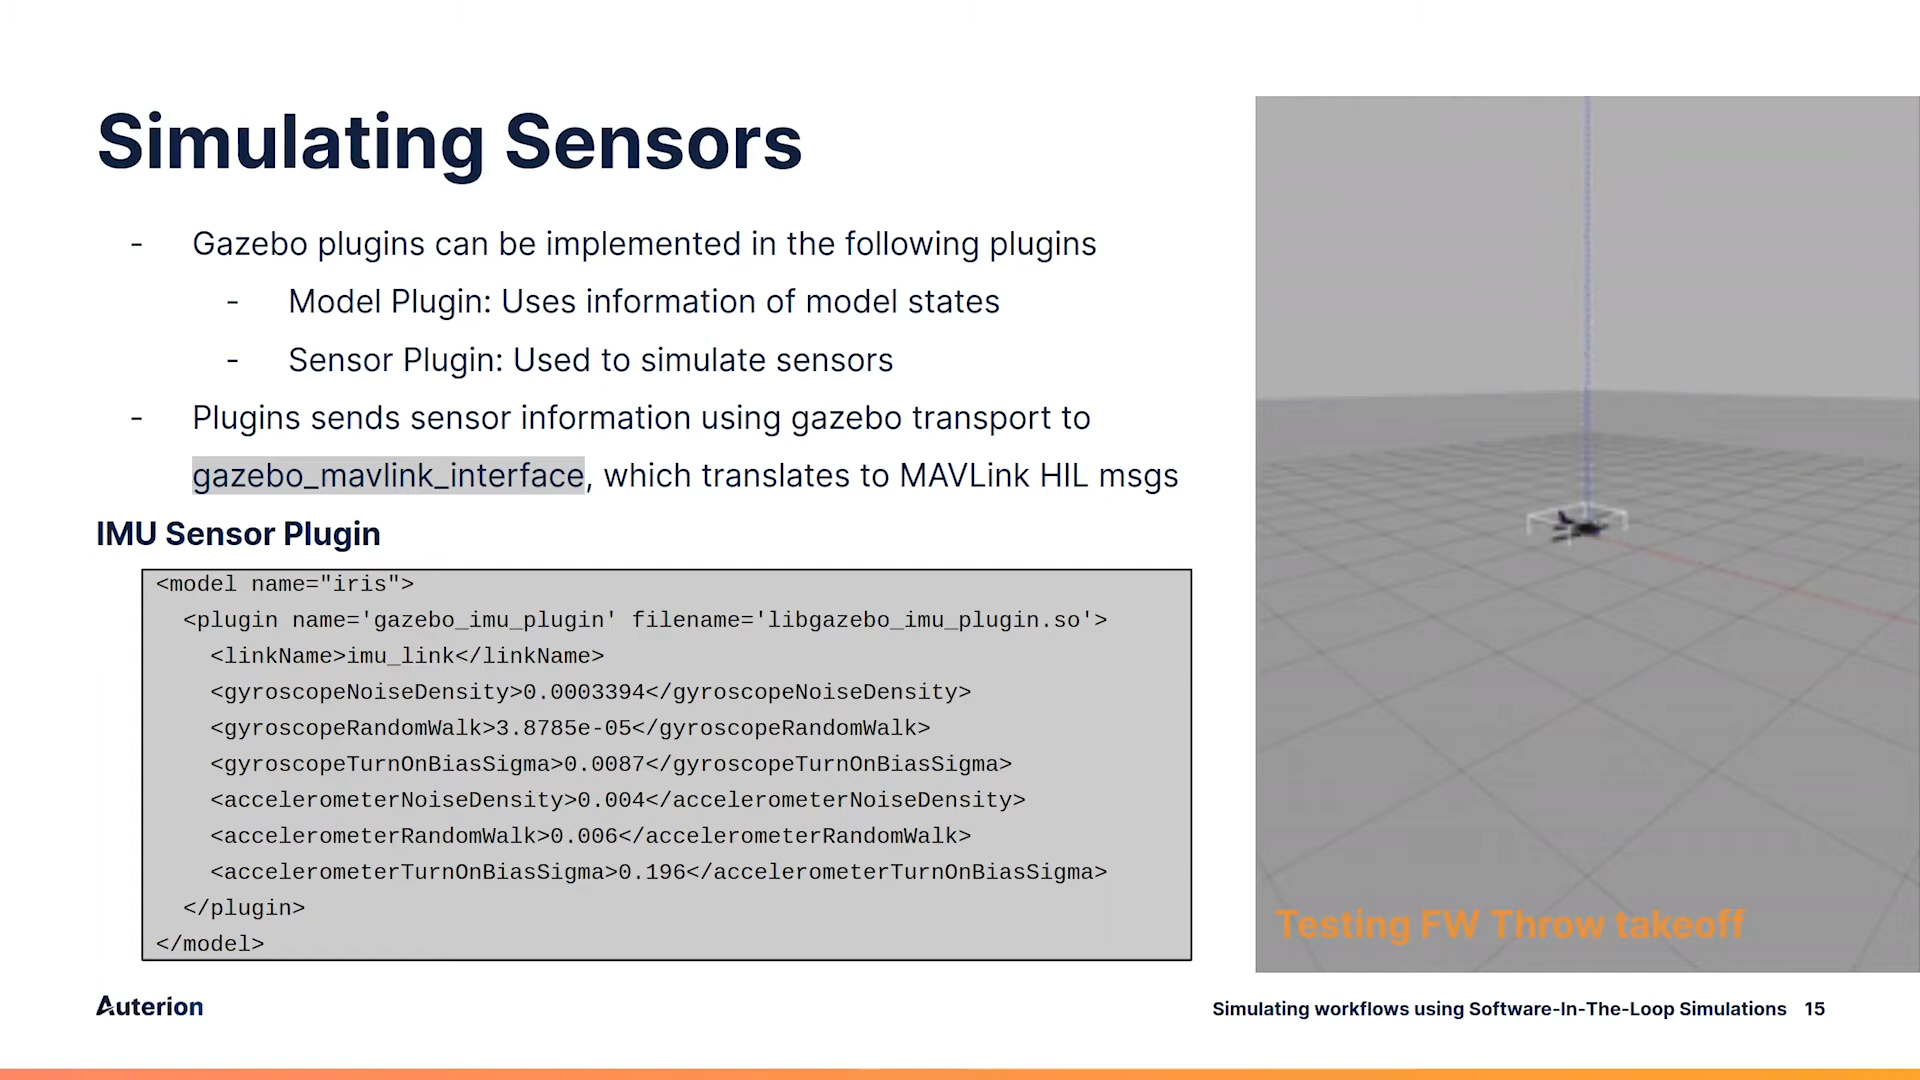 Simulating Sensors
- Gazebo plugins can be implemented in the following plugins
- Model Plugin: Uses information of model states
- Sensor Plugin: Used to simulate sensors
- Plugins sends sensor information using gazebo transport to
gazebo_mavlink_interface, which translates to MAVLink HIL msgs
IMU Sensor Plugin
<model name="iris">
<plugin name='gazebo_imu_plugin' filename='libgazebo_imu_plugin.so'>
<linkName>imu_link</linkName>
<gyroscopeNoiseDensity>0.0003394</gyroscopeNoiseDensity>
<gyroscopeRandomWalk>3.8785e-05</gyroscopeRandomWalk>
<gyroscopeTurnOnBiasSigma>0.0087</gyroscopeTurnOnBiasSigma>
<accelerometerNoiseDensity>0.004</accelerometerNoiseDensity>
<accelerometerRandomWalk>0.006</accelerometerRandomWalk>
<accelerometerTurnOnBiasSigma>0.196</accelerometerTurnOnBiasSigma>
</plugin>
</model>
Testing FW Throw takeoff
Auterion
Simulating workflows using Software-In-The-Loop Simulations 15